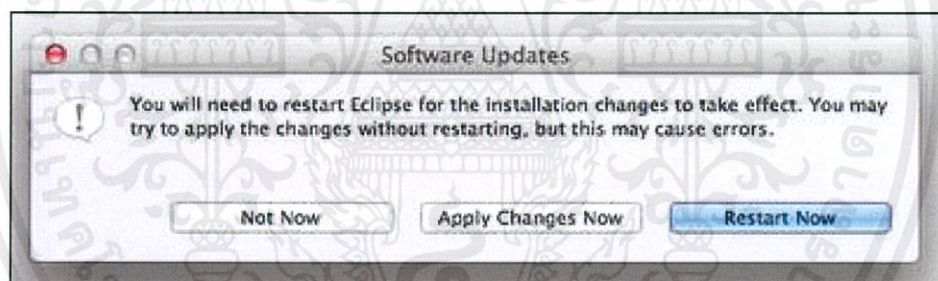 Software Updates
You will need to restart Eclipse for the installation changes to take effect. You may
try to apply the changes without restarting, but this may cause errors.
Not Now
Apply Changes Now
Restart Now